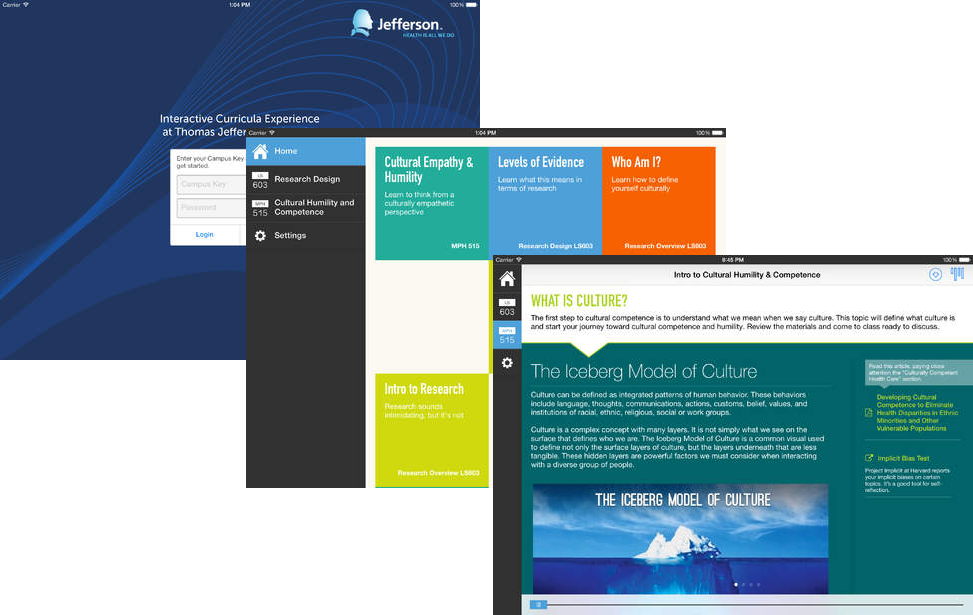 Carrier
1:04 PM
100%
Jefferson.
HEALTH IS ALL WE DO
Interactive Curricula Experience
at Thomas Jeffer
Enter your Campus Key
get started.
Campus Key
Password
Login
Carrier
1:04 PM
100%
Home
LS
603
Research Design
MPH
515
Cultural Humility and
Competence
Settings
Cultural Empathy &
Humility
Learn to think from a
culturally empathetic
perspective
MPH 515
Levels of Evidence
Learn what this means in
terms of research
Research Design LS603
Who Am I?
Learn how to define
yourself culturally
Research Overview LS603
Intro to Research
Research sounds
intimidating, but it's not
Research Overview LS603
Carrier
9:45 PM
100%
LS
603
MPH
515
Intro to Cultural Humility & Competence
WHAT IS CULTURE?
The first step to cultural competence is to understand what we mean when we say culture. This topic will define what culture is
and start your journey toward cultural competence and humility. Review the materials and come to class ready to discuss.
The Iceberg Model of Culture
Culture can be defined as integrated patterns of human behavior. These behaviors
include language, thoughts, communications, actions, customs, belief, values, and
institutions of racial, ethnic, religious, social or work groups.
Culture is a complex concept with many layers. It is not simply what we see on the
surface that defines who we are. The Iceberg Model of Culture is a common visual used
to define not only the surface layers of culture, but the layers underneath that are less
tangible. These hidden layers are powerful factors we must consider when interacting
with a diverse group of people.
THE ICEBERG MODEL OF CULTURE
Read this article, paying close
attention the "Culturally Competent
Health Care" section.
Developing Cultural
Competence to Eliminate
Health Disparities in Ethnic
Minorities and Other
Vulnerable Populations
Implicit Bias Test
Project Implicit at Harvard reports
your implicit biases on certain
topics. It's a good tool for self-
reflection.